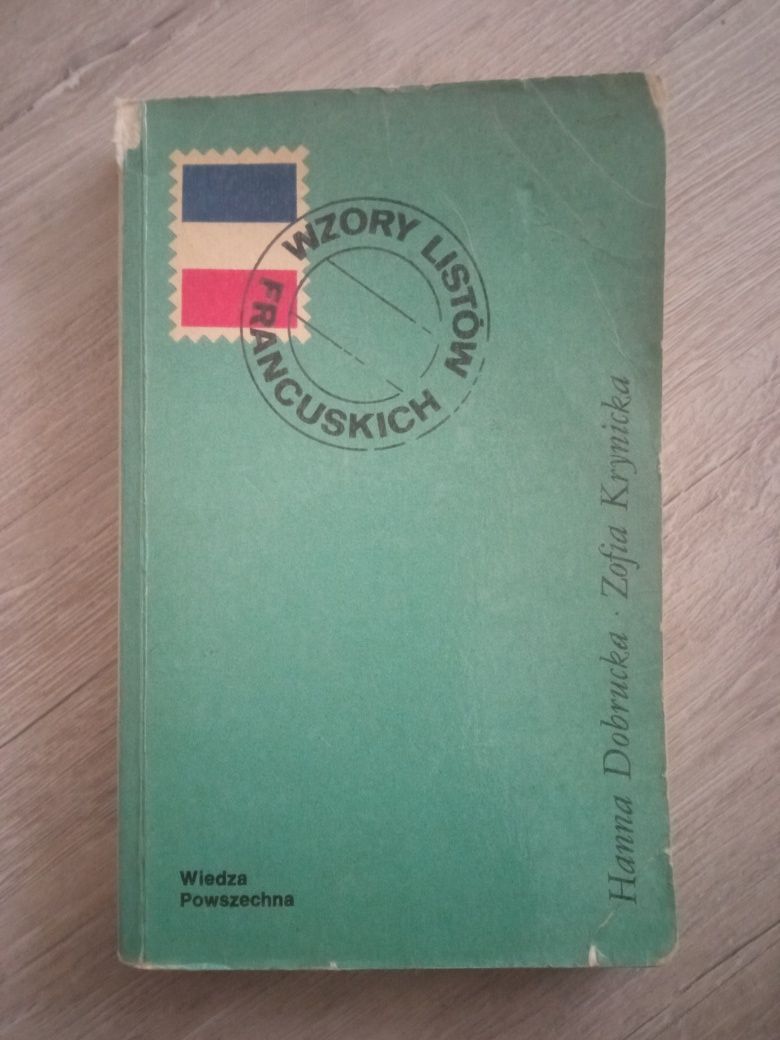 WZORY LISTÓW
FRANCUSKICH
Hanna Dobrucka · Zofia Krynicka
Wiedza
Powszechna